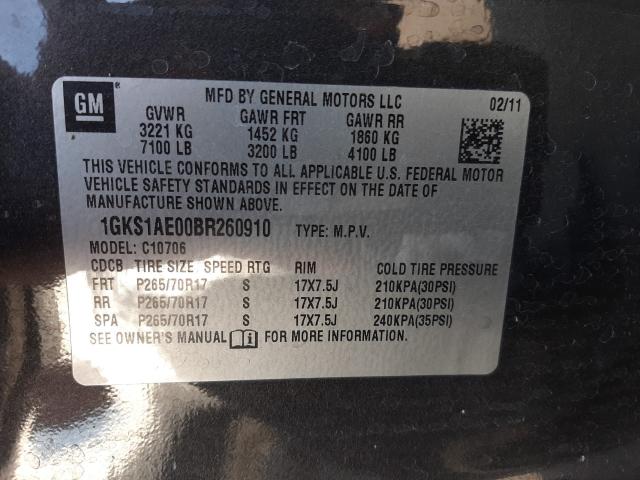 GM
MFD BY GENERAL MOTORS LLC 02/11
GVWR GAWR FRT GAWR RR
3221 KG 1452 KG 1860 KG
7100 LB 3200 LB 4100 LB
THIS VEHICLE CONFORMS TO ALL APPLICABLE U.S. FEDERAL MOTOR
VEHICLE SAFETY STANDARDS IN EFFECT ON THE DATE OF
MANUFACTURE SHOWN ABOVE.
1GKS1AE00BR260910 TYPE: M.P.V.
MODEL: C10706
CDCB TIRE SIZE SPEED RTG RIM COLD TIRE PRESSURE
FRT P265/70R17 S 17X7.5J 210KPA(30PSI)
RR P265/70R17 S 17X7.5J 210KPA(30PSI)
SPA P265/70R17 S 17X7.5J 240KPA(35PSI)
SEE OWNER'S MANUAL FOR MORE INFORMATION.